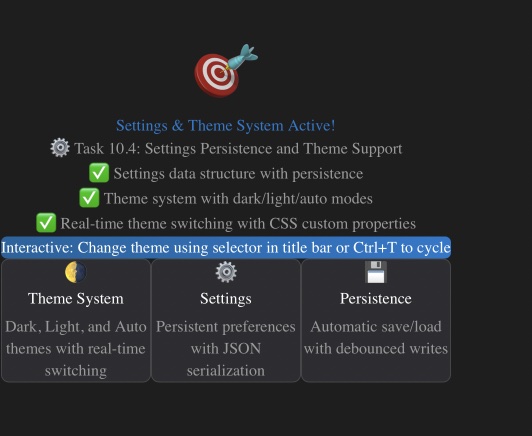 Settings & Theme System Active!
⚙️ Task 10.4: Settings Persistence and Theme Support
✅ Settings data structure with persistence
✅ Theme system with dark/light/auto modes
✅ Real-time theme switching with CSS custom properties
Interactive: Change theme using selector in title bar or Ctrl+T to cycle
Theme System
Dark, Light, and Auto
themes with real-time
switching
Settings
Persistent preferences
with JSON
serialization
Persistence
Automatic save/load
with debounced writes